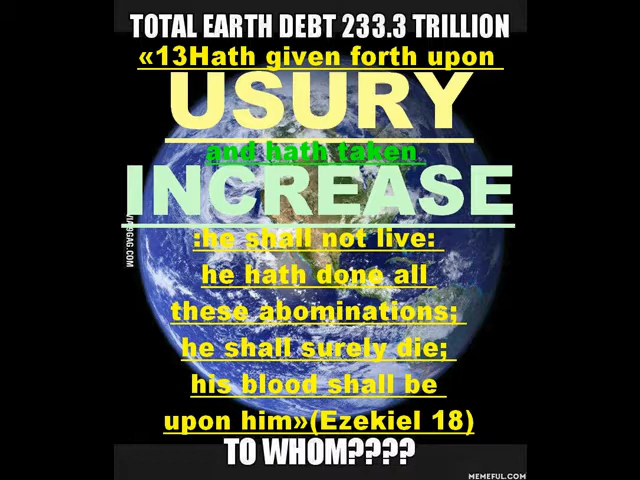 TOTAL EARTH DEBT 233.3 TRILLION
«13Hath given forth upon
USURY
and hath taken
INCREASE
:he shall not live:
he hath done all
these abominations;
he shall surely die;
his blood shall be
upon him»(Ezekiel 18)
TO WHOM????
VIA9GAG.COM
MEMEFUL.COM